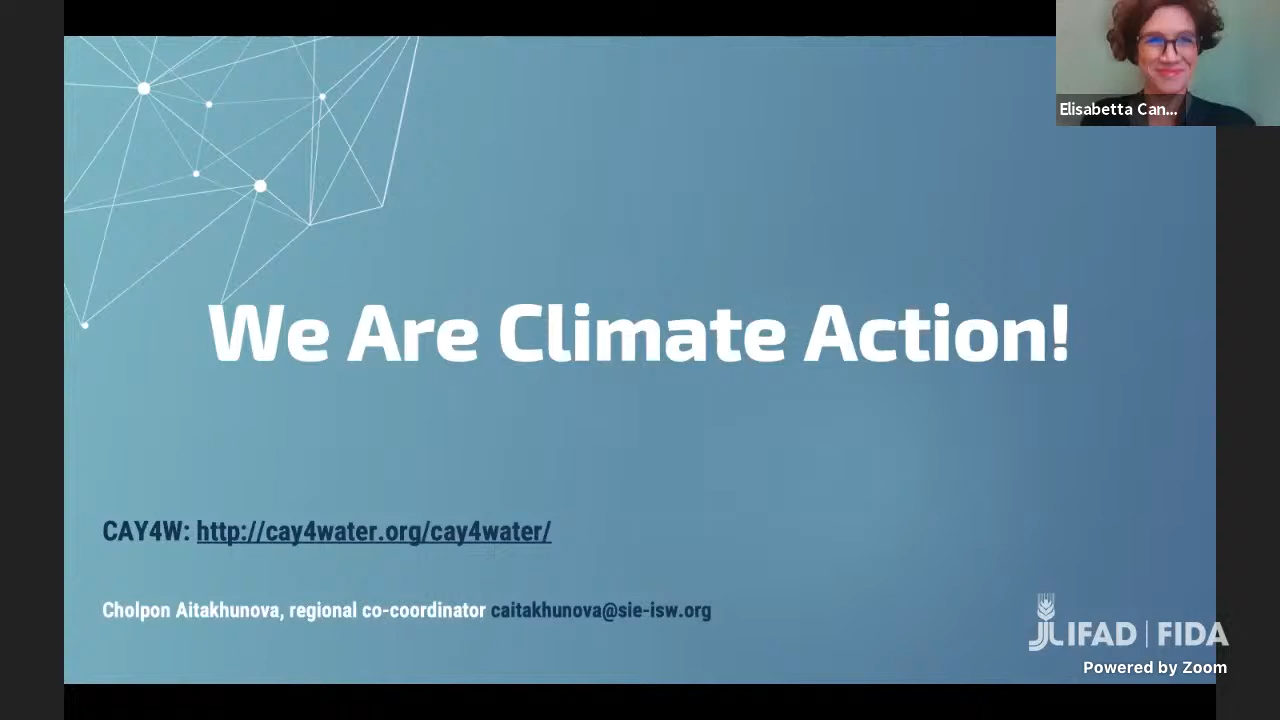 Elisabetta Can...
We Are Climate Action!
CAY4W: http://cay4water.org/cay4water/
Cholpon Aitakhunova, regional co-coordinator caitakhunova@sie-isw.org
IFAD | FIDA
Powered by Zoom